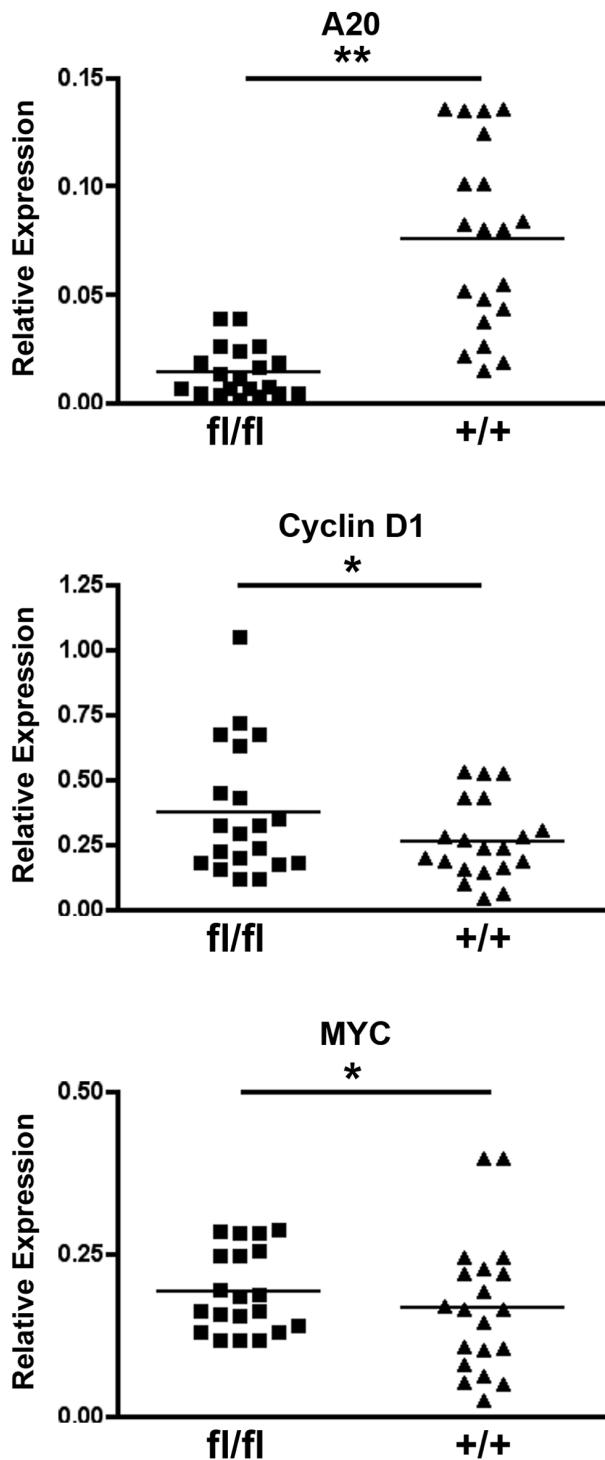 A20
**
Relative Expression
0.15
0.10
0.05
0.00
fl/fl +/+
Cyclin D1
*
Relative Expression
1.25
1.00
0.75
0.50
0.25
0.00
fl/fl +/+
MYC
*
Relative Expression
0.50
0.25
0.00
fl/fl +/+